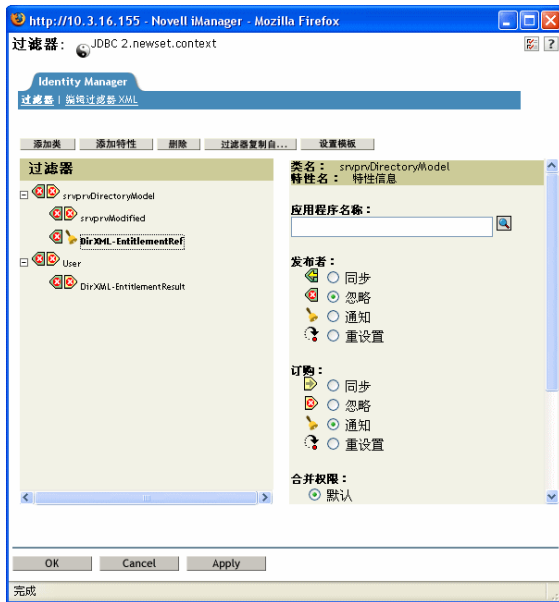 http://10.3.16.155 - Novell iManager - Mozilla Firefox
过滤器: JDBC 2.newset.context
Identity Manager
过滤器 | 编辑过滤器 XML
添加类 添加特性 删除 过滤器复制自... 设置模板
过滤器
srvprvDirectoryModel
srvprvModified
DirXML-EntitlementRef
User
DirXML-EntitlementResult
类名: srvprvDirectoryModel
特性名: 特性信息
应用程序名称:
发布者:
同步
忽略
通知
重设置
订购:
同步
忽略
通知
重设置
合并权限:
默认
OK Cancel Apply
完成